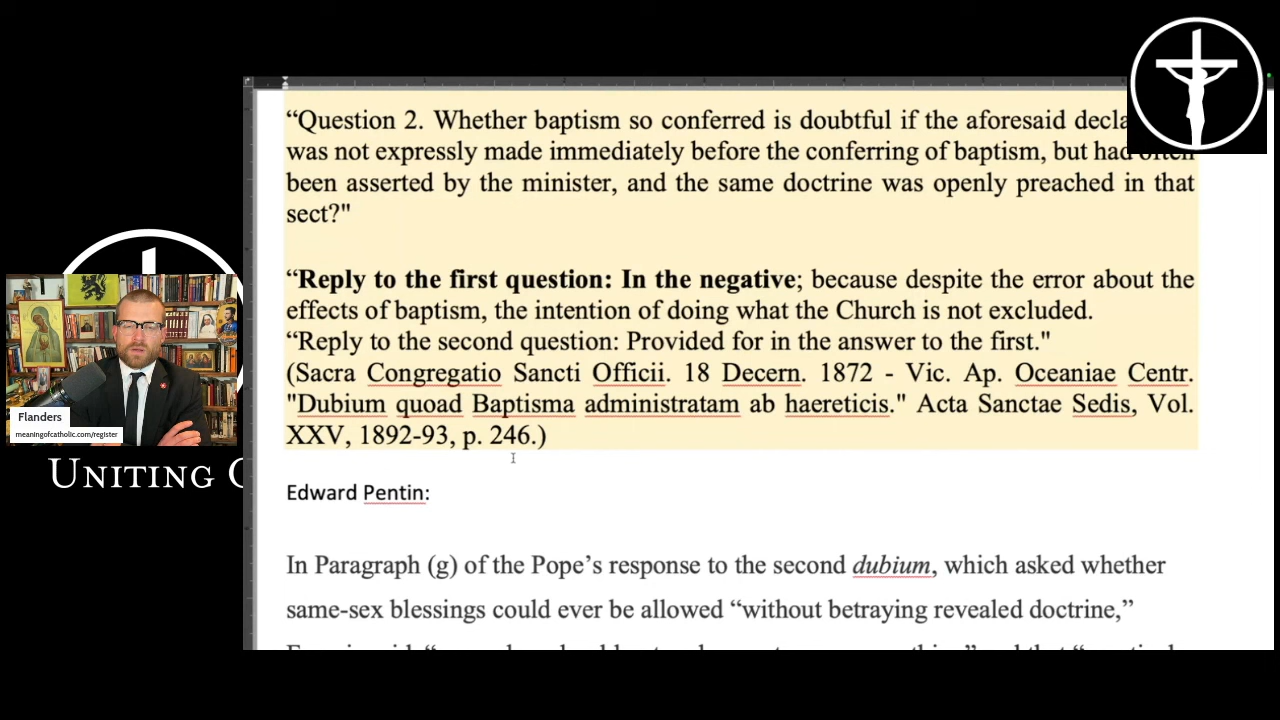 “Question 2. Whether baptism so conferred is doubtful if the aforesaid
was not expressly made immediately before the conferring of baptism, but had often
been asserted by the minister, and the same doctrine was openly preached in that
sect?"
“Reply to the first question: In the negative; because despite the error about the
effects of baptism, the intention of doing what the Church is not excluded.
“Reply to the second question: Provided for in the answer to the first."
(Sacra Congregatio Sancti Officii. 18 Decern. 1872 - Vic. Ap. Oceaniae Centr.
"Dubium quoad Baptisma administratam ab haereticis." Acta Sanctae Sedis, Vol.
XXV, 1892-93, p. 246.)
Edward Pentin:
In Paragraph (g) of the Pope’s response to the second dubium, which asked whether
same-sex blessings could ever be allowed “without betraying revealed doctrine,”
Flanders
meaningofcatholic.com/register
UNITING